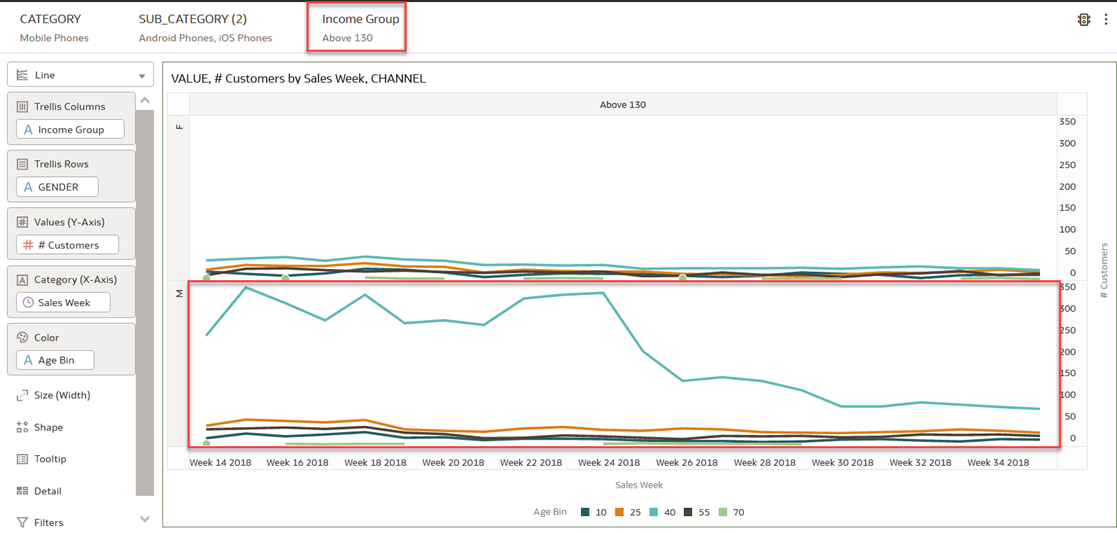 CATEGORY
Mobile Phones
SUB_CATEGORY (2)
Android Phones, iOS Phones
Income Group
Above 130
Line
Trellis Columns
A Income Group
Trellis Rows
A GENDER
Values (Y-Axis)
# # Customers
Category (X-Axis)
Sales Week
Color
A Age Bin
Size (Width)
Shape
Tooltip
Detail
Filters
VALUE, # Customers by Sales Week, CHANNEL
Above 130
F
350
300
250
200
150
100
50
0
M
350
300
250
200
150
100
50
0
# Customers
Week 14 2018 Week 16 2018 Week 18 2018 Week 20 2018 Week 22 2018 Week 24 2018 Week 26 2018 Week 28 2018 Week 30 2018 Week 32 2018 Week 34 2018
Sales Week
Age Bin 10 25 40 55 70